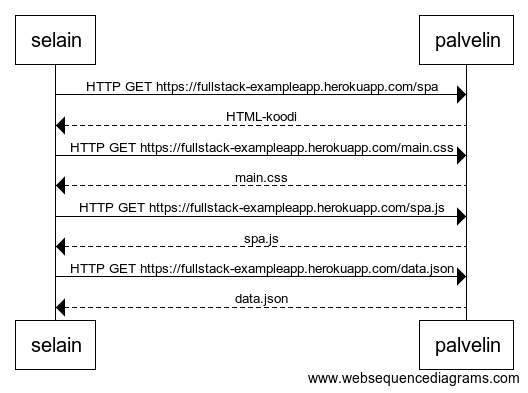 selain palvelin
HTTP GET https://fullstack-exampleapp.herokuapp.com/spa
HTML-koodi
HTTP GET https://fullstack-exampleapp.herokuapp.com/main.css
main.css
HTTP GET https://fullstack-exampleapp.herokuapp.com/spa.js
spa.js
HTTP GET https://fullstack-exampleapp.herokuapp.com/data.json
data.json
selain palvelin
www.websequencediagrams.com